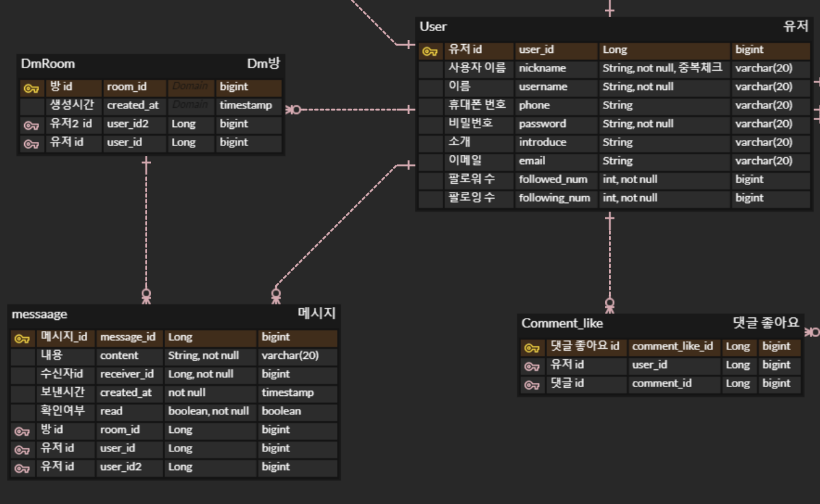 User 유저
유저 id user_id Long bigint
사용자 이름 nickname String, not null, 중복체크 varchar(20)
이름 username String, not null varchar(20)
휴대폰 번호 phone String varchar(20)
비밀번호 password String, not null varchar(20)
소개 introduce String varchar(20)
이메일 email String varchar(20)
팔로워 수 followed_num int, not null bigint
팔로잉 수 following_num int, not null bigint
DmRoom Dm방
방 id room_id Domain bigint
생성시간 created_at Domain timestamp
유저2 id user_id2 Long bigint
유저 id user_id Long bigint
messaage 메시지
메시지_id message_id Long bigint
내용 content String, not null varchar(20)
수신자id receiver_id Long, not null bigint
보낸시간 created_at not null timestamp
확인여부 read boolean, not null boolean
방 id room_id Long bigint
유저 id user_id Long bigint
유저 id user_id2 Long bigint
Comment_like 댓글 좋아요
댓글 좋아요 id comment_like_id Long bigint
유저 id user_id Long bigint
댓글 id comment_id Long bigint